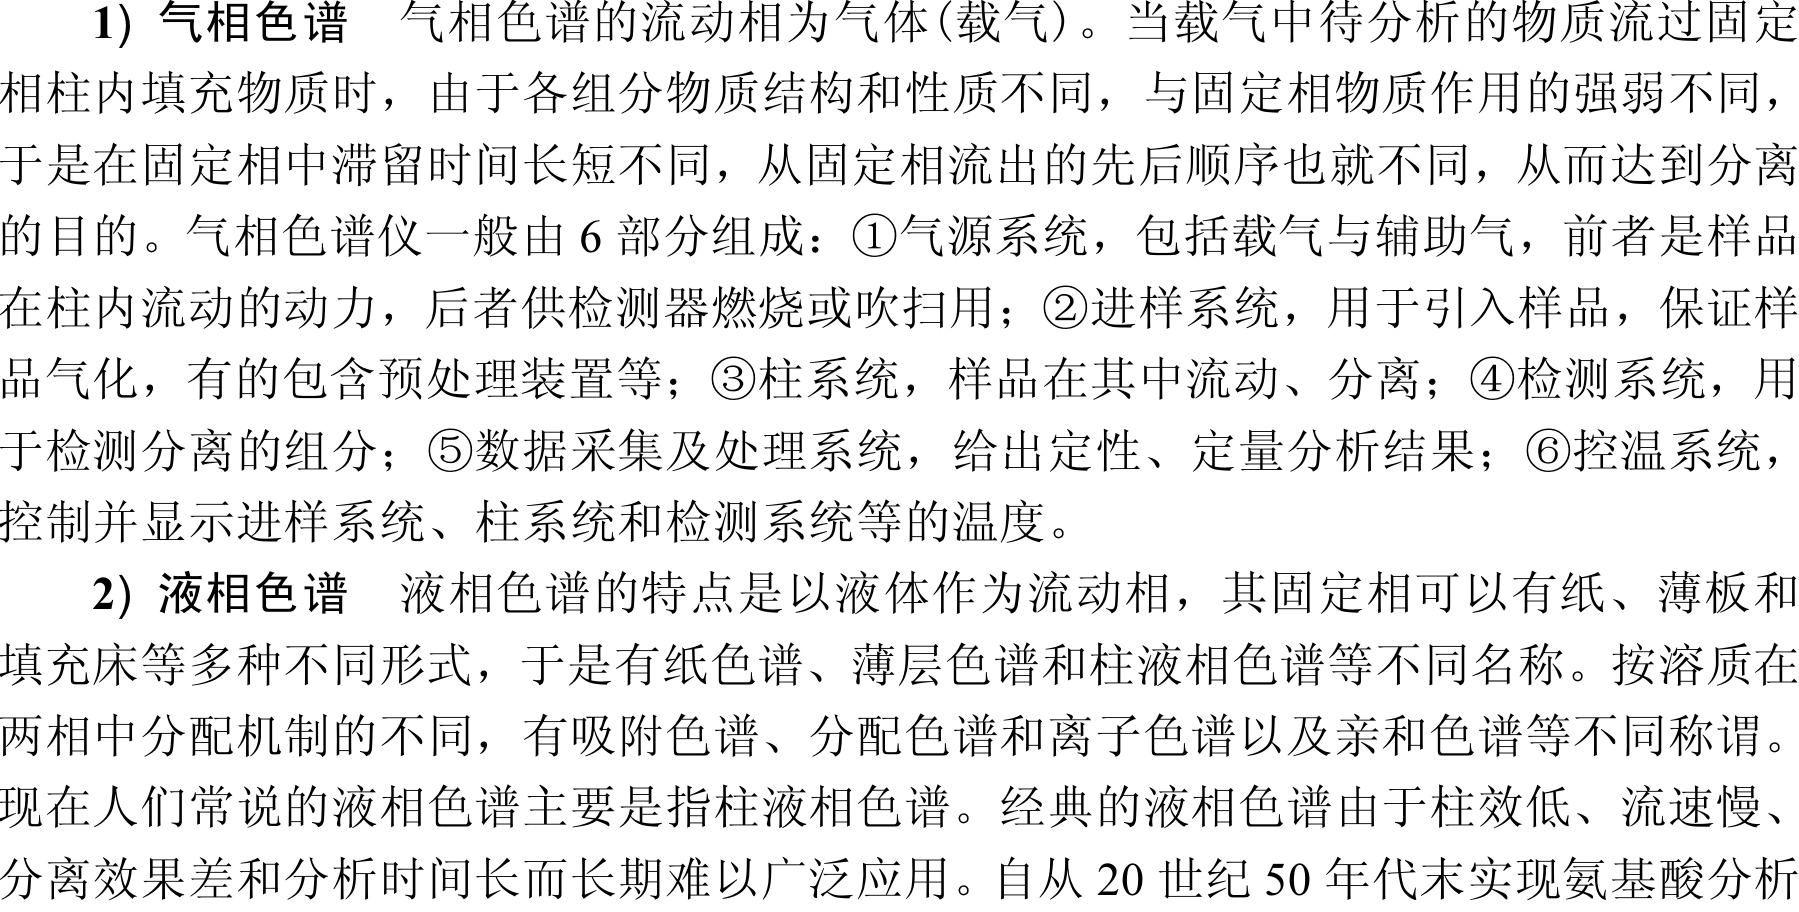 1) 气相色谱 气相色谱的流动相为气体(载气)。当载气中待分析的物质流过固定
相柱内填充物质时，由于各组分物质结构和性质不同，与固定相物质作用的强弱不同，
于是在固定相中滞留时间长短不同，从固定相流出的先后顺序也就不同，从而达到分离
的目的。气相色谱仪一般由 6 部分组成：①气源系统，包括载气与辅助气，前者是样品
在柱内流动的动力，后者供检测器燃烧或吹扫用；②进样系统，用于引入样品，保证样
品气化，有的包含预处理装置等；③柱系统，样品在其中流动、分离；④检测系统，用
于检测分离的组分；⑤数据采集及处理系统，给出定性、定量分析结果；⑥控温系统，
控制并显示进样系统、柱系统和检测系统等的温度。
2) 液相色谱 液相色谱的特点是以液体作为流动相，其固定相可以有纸、薄板和
填充床等多种不同形式，于是有纸色谱、薄层色谱和柱液相色谱等不同名称。按溶质在
两相中分配机制的不同，有吸附色谱、分配色谱和离子色谱以及亲和色谱等不同称谓。
现在人们常说的液相色谱主要是指柱液相色谱。经典的液相色谱由于柱效低、流速慢、
分离效果差和分析时间长而长期难以广泛应用。自从 20 世纪 50 年代末实现氨基酸分析